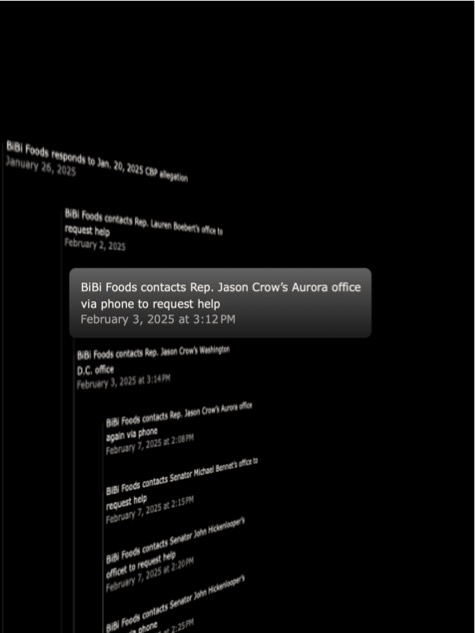 BiBi Foods responds to Jan. 20, 2025 CBP allegation
January 26, 2025
BiBi Foods contacts Rep. Lauren Boebert's office to
request help
February 2, 2025
BiBi Foods contacts Rep. Jason Crow's Aurora office
via phone to request help
February 3, 2025 at 3:12 PM
BiBi Foods contacts Rep. Jason Crow's Washington
D.C. office
February 3, 2025 at 3:14 PM
BiBi Foods contacts Rep. Jason Crow's Aurora office
again via phone
February 7, 2025 at 2:08 PM
BiBi Foods contacts Senator Michael Bennet's office to
request help
February 7, 2025 at 2:15 PM
BiBi Foods contacts Senator John Hickenlooper's
officet to request help
February 7, 2025 at 2:20 PM
BiBi Foods contacts Senator John Hickenlooper's
phone
at 2:25 PM